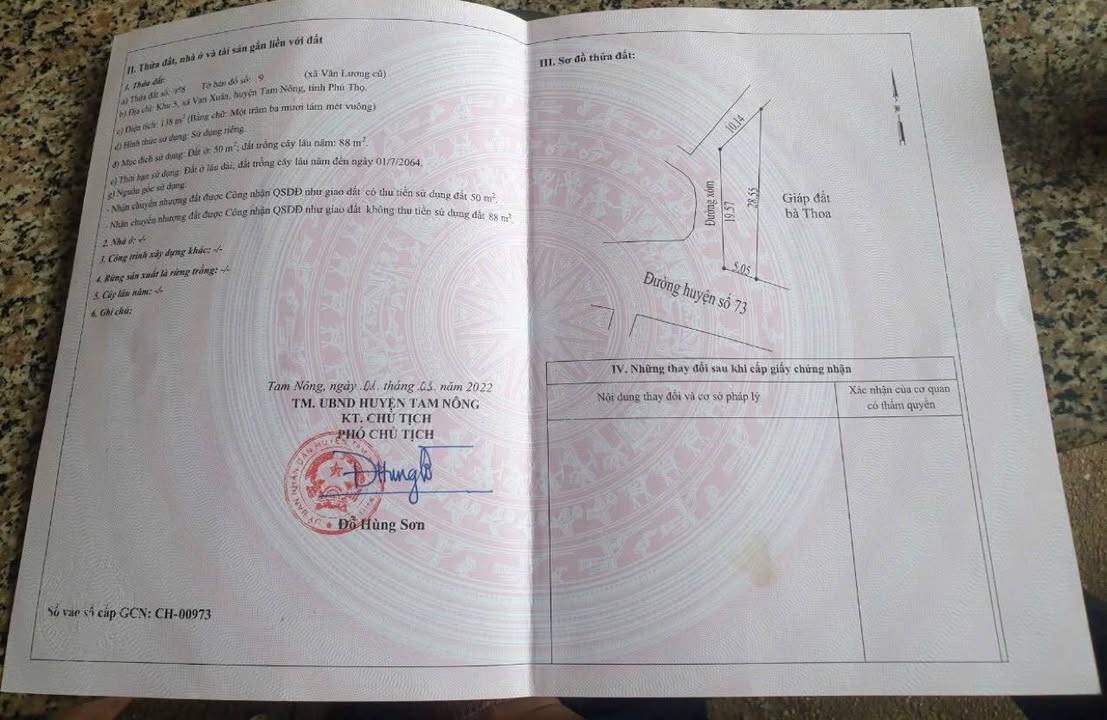 II. Thửa đất, nhà ở và tài sản gắn liền với đất
1. Thửa đất:
a) Thửa đất số: Tờ bản đồ số: 9 (xã Văn Lương cũ)
b) Địa chỉ: Khu 5, xã Vạn Xuân, huyện Tam Nông, tỉnh Phú Thọ.
c) Diện tích: 138 m² (Bằng chữ: Một trăm ba mươi tám mét vuông)
d) Hình thức sử dụng: Sử dụng riêng.
đ) Mục đích sử dụng: Đất ở: 50 m²; đất trồng cây lâu năm: 88 m².
e) Thời hạn sử dụng: Đất ở lâu dài; đất trồng cây lâu năm đến ngày 01/7/2064.
g) Nguồn gốc sử dụng:
- Nhận chuyển nhượng đất được Công nhận QSDĐ như giao đất có thu tiền sử dụng đất 50 m².
- Nhận chuyển nhượng đất được Công nhận QSDĐ như giao đất không thu tiền sử dụng đất 88 m².
2. Nhà ở: -/-
3. Công trình xây dựng khác: -/-
4. Rừng sản xuất là rừng trồng: -/-
5. Cây lâu năm: -/-
6. Ghi chú:
Tam Nông, ngày 01 tháng 03 năm 2022
TM. UBND HUYỆN TAM NÔNG
KT. CHỦ TỊCH
PHÓ CHỦ TỊCH
Đỗ Hùng Sơn
Số vào sổ cấp GCN: CH-00973
III. Sơ đồ thửa đất:
10.14
Đường xóm
19.57
28.55
Giáp đất
bà Thoa
5.05
Đường huyện số 73
IV. Những thay đổi sau khi cấp giấy chứng nhận
Nội dung thay đổi và cơ sở pháp lý
Xác nhận của cơ quan
có thẩm quyền